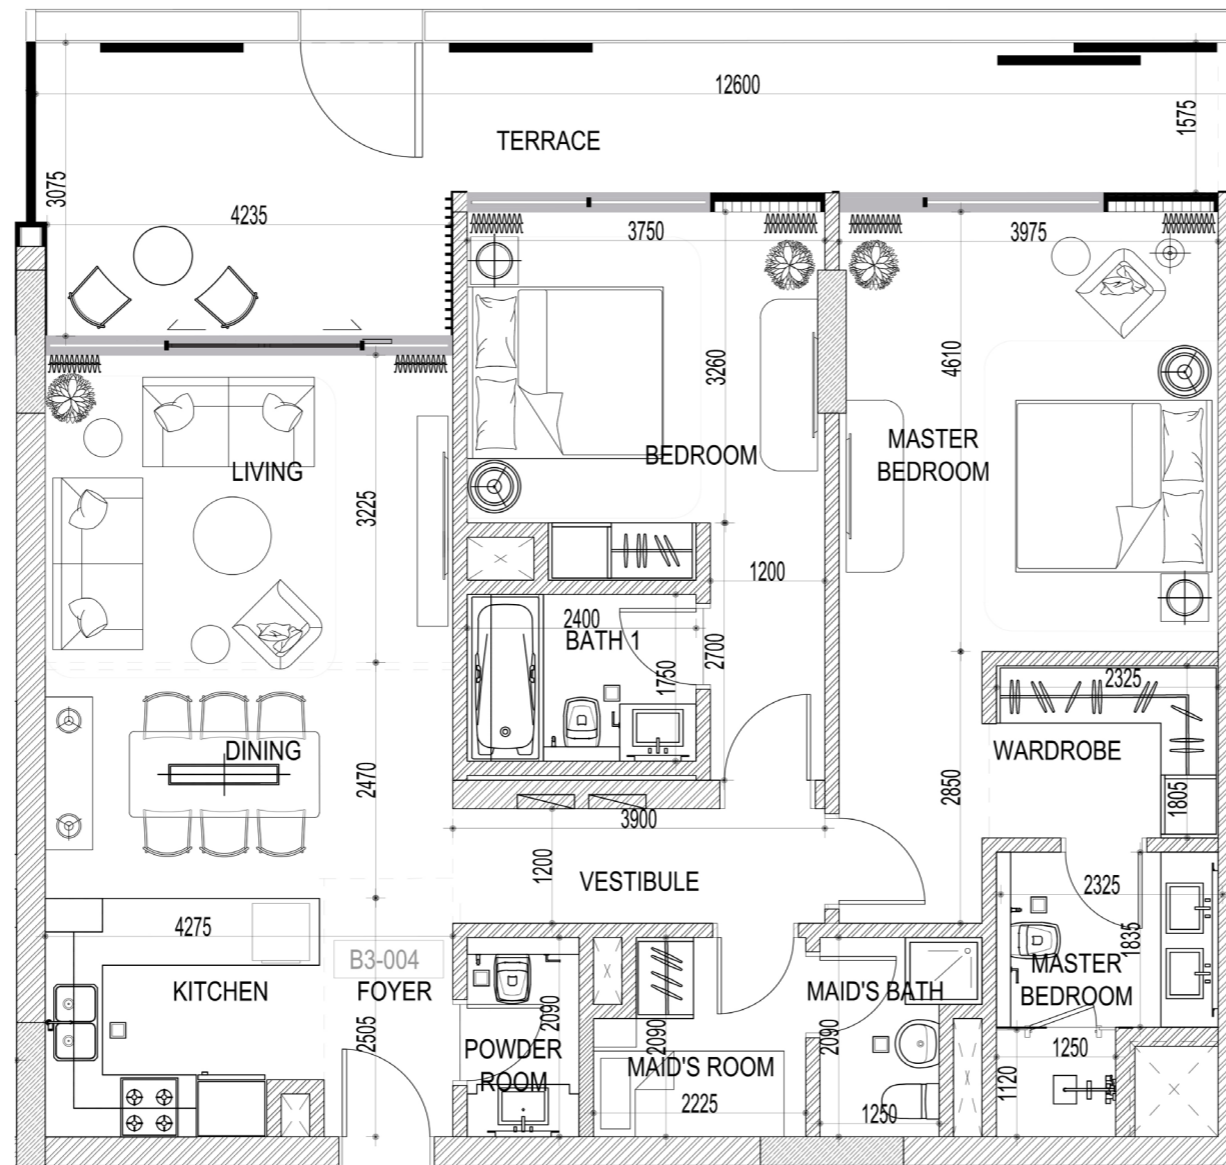 12600
1575
TERRACE
3075
4235
3750
3975
3260
4610
MASTER
BEDROOM
BEDROOM
LIVING
3225
1200
2400
BATH 1
2700
1750
2325
DINING
WARDROBE
2470
2850
1805
3900
1200
VESTIBULE
2325
4275
1835
B3-004
MASTER
BEDROOM
KITCHEN
FOYER
MAID'S BATH
2090
2505
2090
2090
POWDER
ROOM
MAID'S ROOM
1250
1120
2225
1250